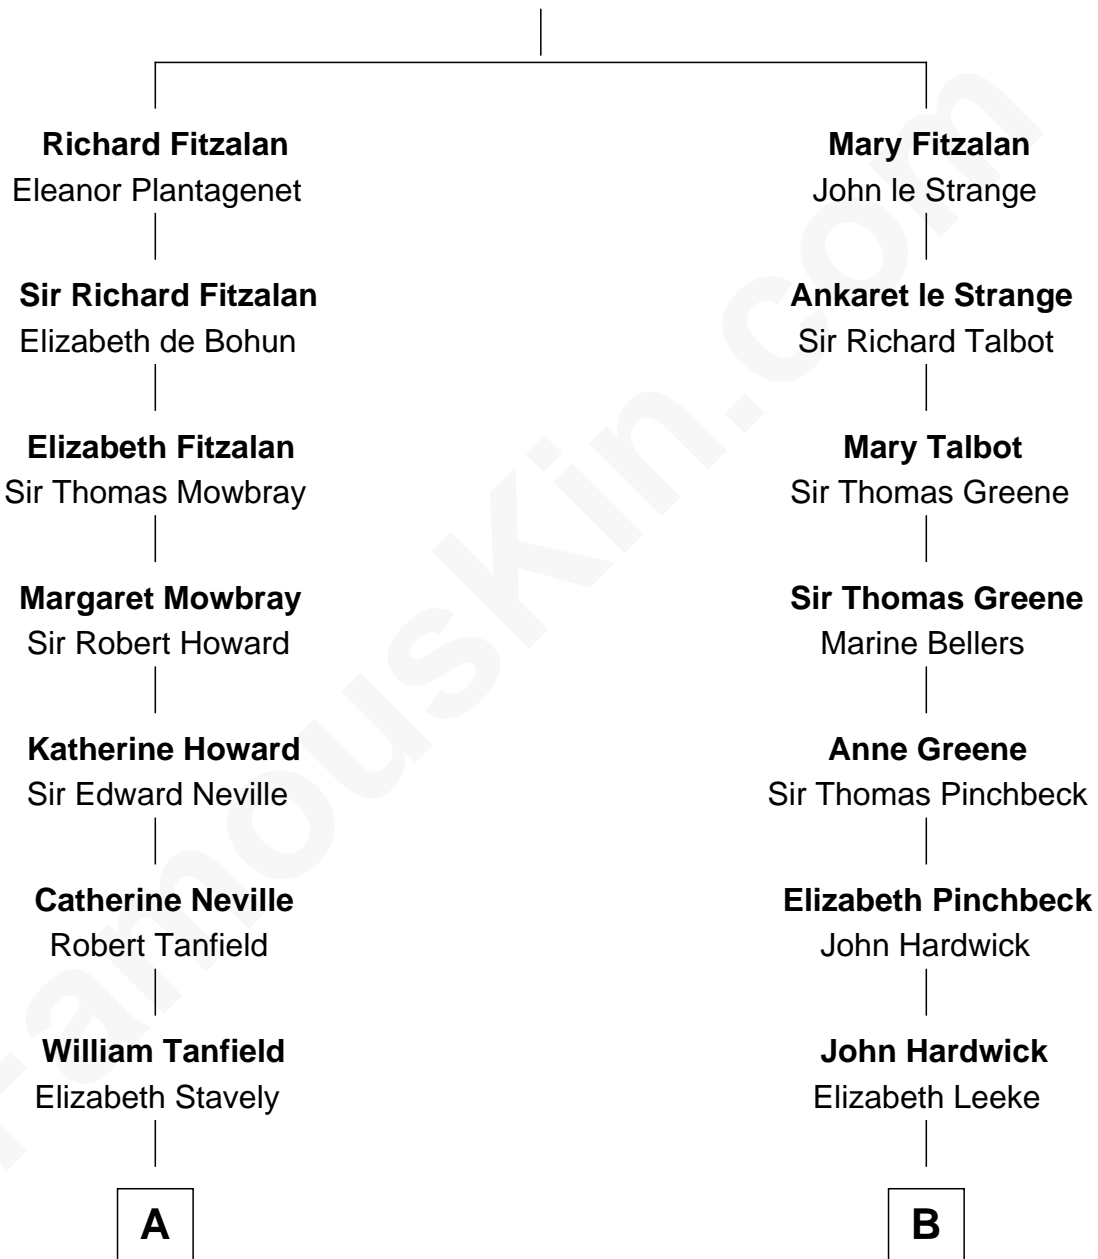 Richard Fitzalan
Eleanor Plantagenet
Mary Fitzalan
John le Strange
Sir Richard Fitzalan
Elizabeth de Bohun
Ankaret le Strange
Sir Richard Talbot
Elizabeth Fitzalan
Sir Thomas Mowbray
Mary Talbot
Sir Thomas Greene
Margaret Mowbray
Sir Robert Howard
Sir Thomas Greene
Marine Bellers
Katherine Howard
Sir Edward Neville
Anne Greene
Sir Thomas Pinchbeck
Catherine Neville
Robert Tanfield
Elizabeth Pinchbeck
John Hardwick
William Tanfield
Elizabeth Stavely
John Hardwick
Elizabeth Leeke
A
B
FamousKin.com